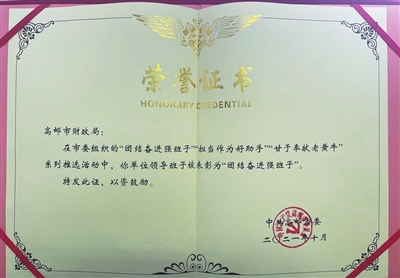 荣誉证书
HONORARY CREDENTIAL
高邮市财政局:
在市委组织的“团结奋进强班子”“担当作为好助手”“甘于奉献老黄牛”
系列推选活动中,你单位领导班子被表彰为“团结奋进强班子”。
特发此证,以资鼓励。
二〇二一年十月